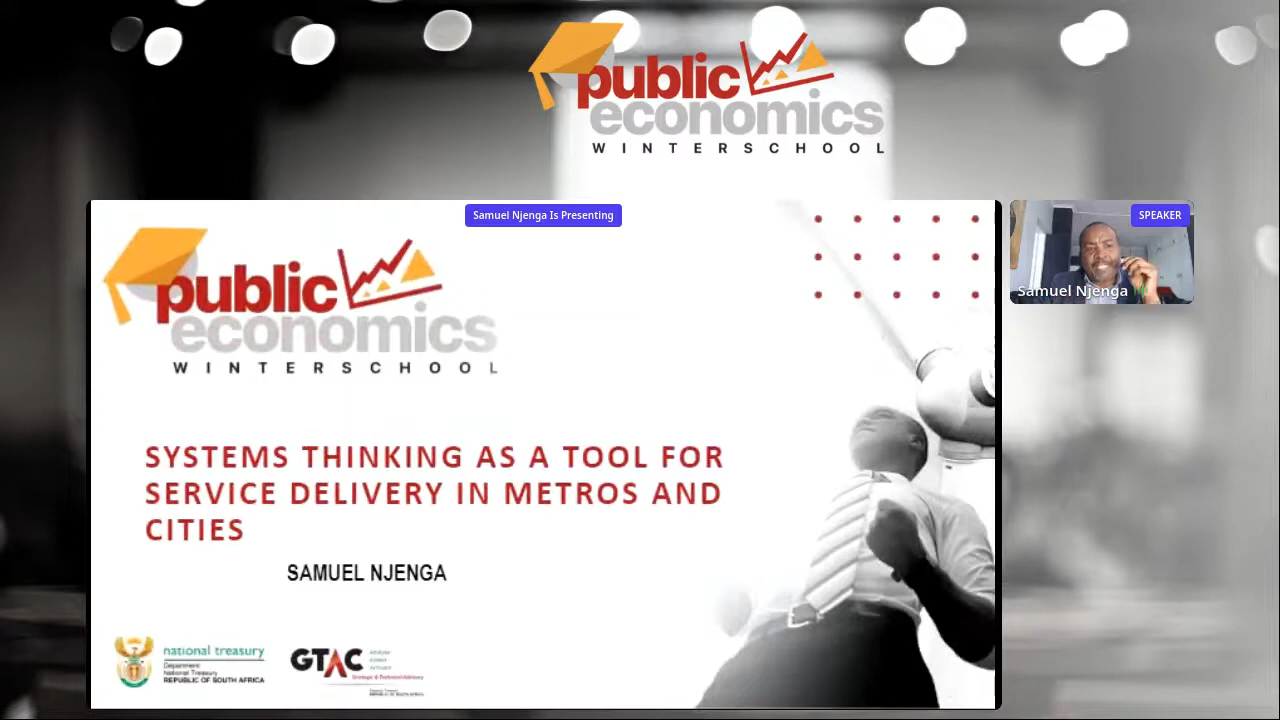 public
economics
WINTERSCHOOL
Samuel Njenga Is Presenting
SPEAKER
Samuel Njenga
public
economics
WINTERSCHOOL
SYSTEMS THINKING AS A TOOL FOR
SERVICE DELIVERY IN METROS AND
CITIES
SAMUEL NJENGA
national treasury
Department:
National Treasury
REPUBLIC OF SOUTH AFRICA
GTAC